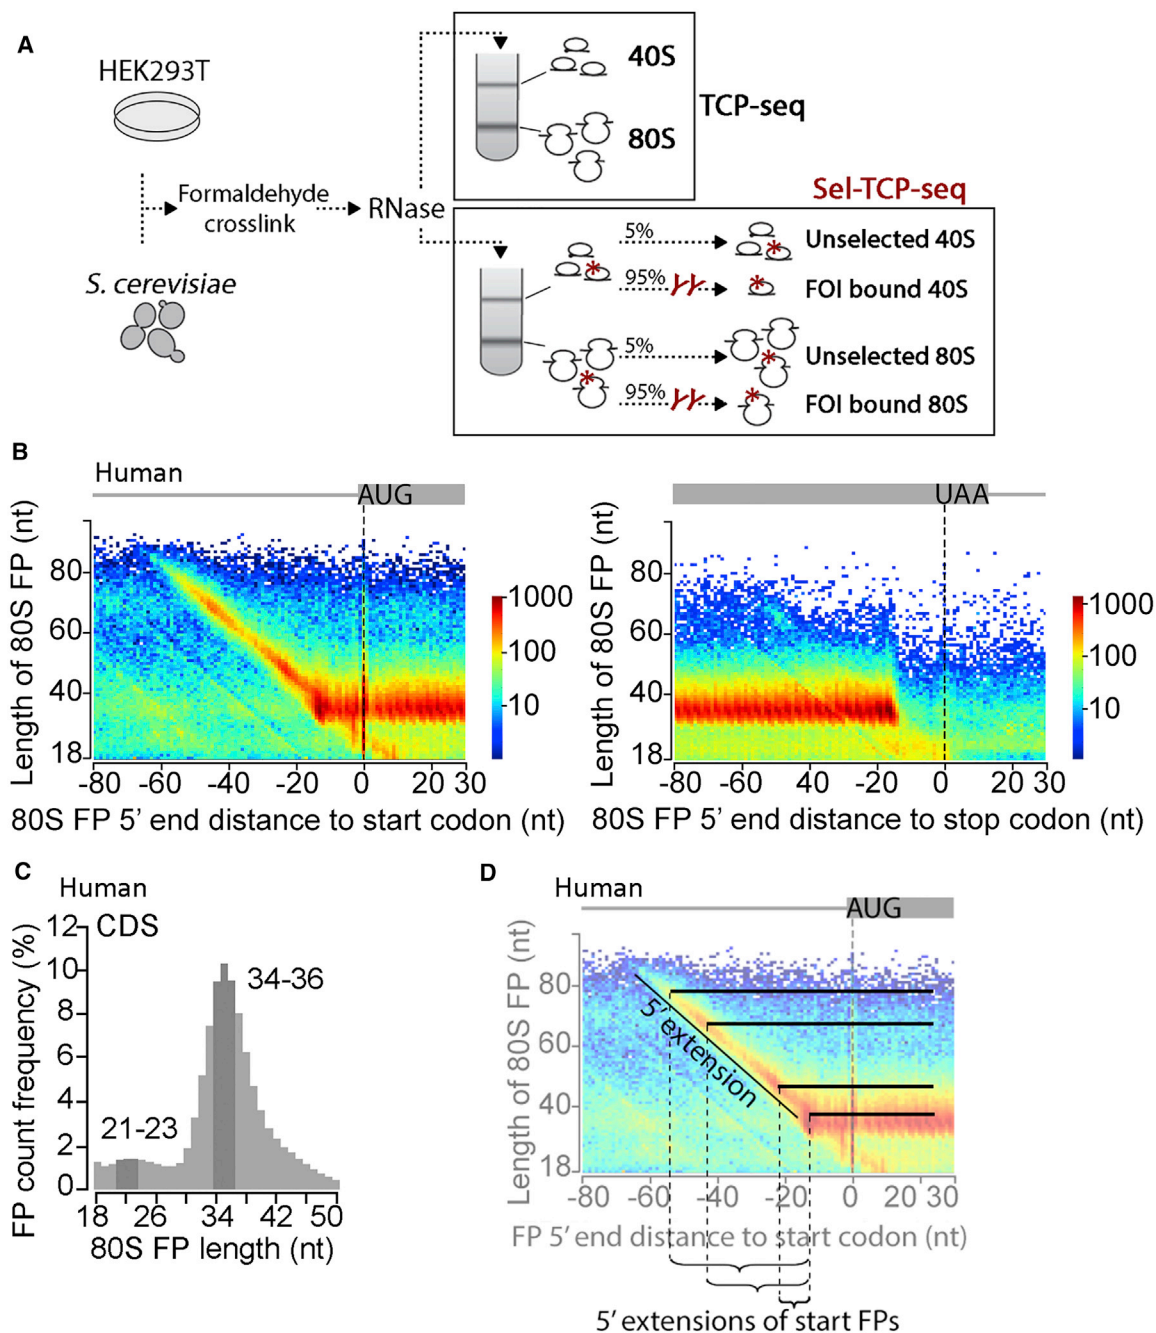 A
HEK293T
S. cerevisiae
Formaldehyde
crosslink
RNase
40S
80S
TCP-seq
Sel-TCP-seq
5%
Unselected 40S
95%
FOI bound 40S
5%
Unselected 80S
95%
FOI bound 80S
B
Human
AUG
Length of 80S FP (nt)
80
60
40
18
-80
-60
-40
-20
0
20
30
80S FP 5' end distance to start codon (nt)
1000
100
10
UAA
Length of 80S FP (nt)
80
60
40
18
-80
-60
-40
-20
0
20
30
80S FP 5' end distance to stop codon (nt)
1000
100
10
C
Human
CDS
FP count frequency (%)
12
10
8
6
4
2
0
21-23
34-36
18
26
34
42
50
80S FP length (nt)
D
Human
AUG
Length of 80S FP (nt)
80
60
40
18
5' extension
-80
-60
-40
-20
0
20
30
FP 5' end distance to start codon (nt)
5' extensions of start FPs